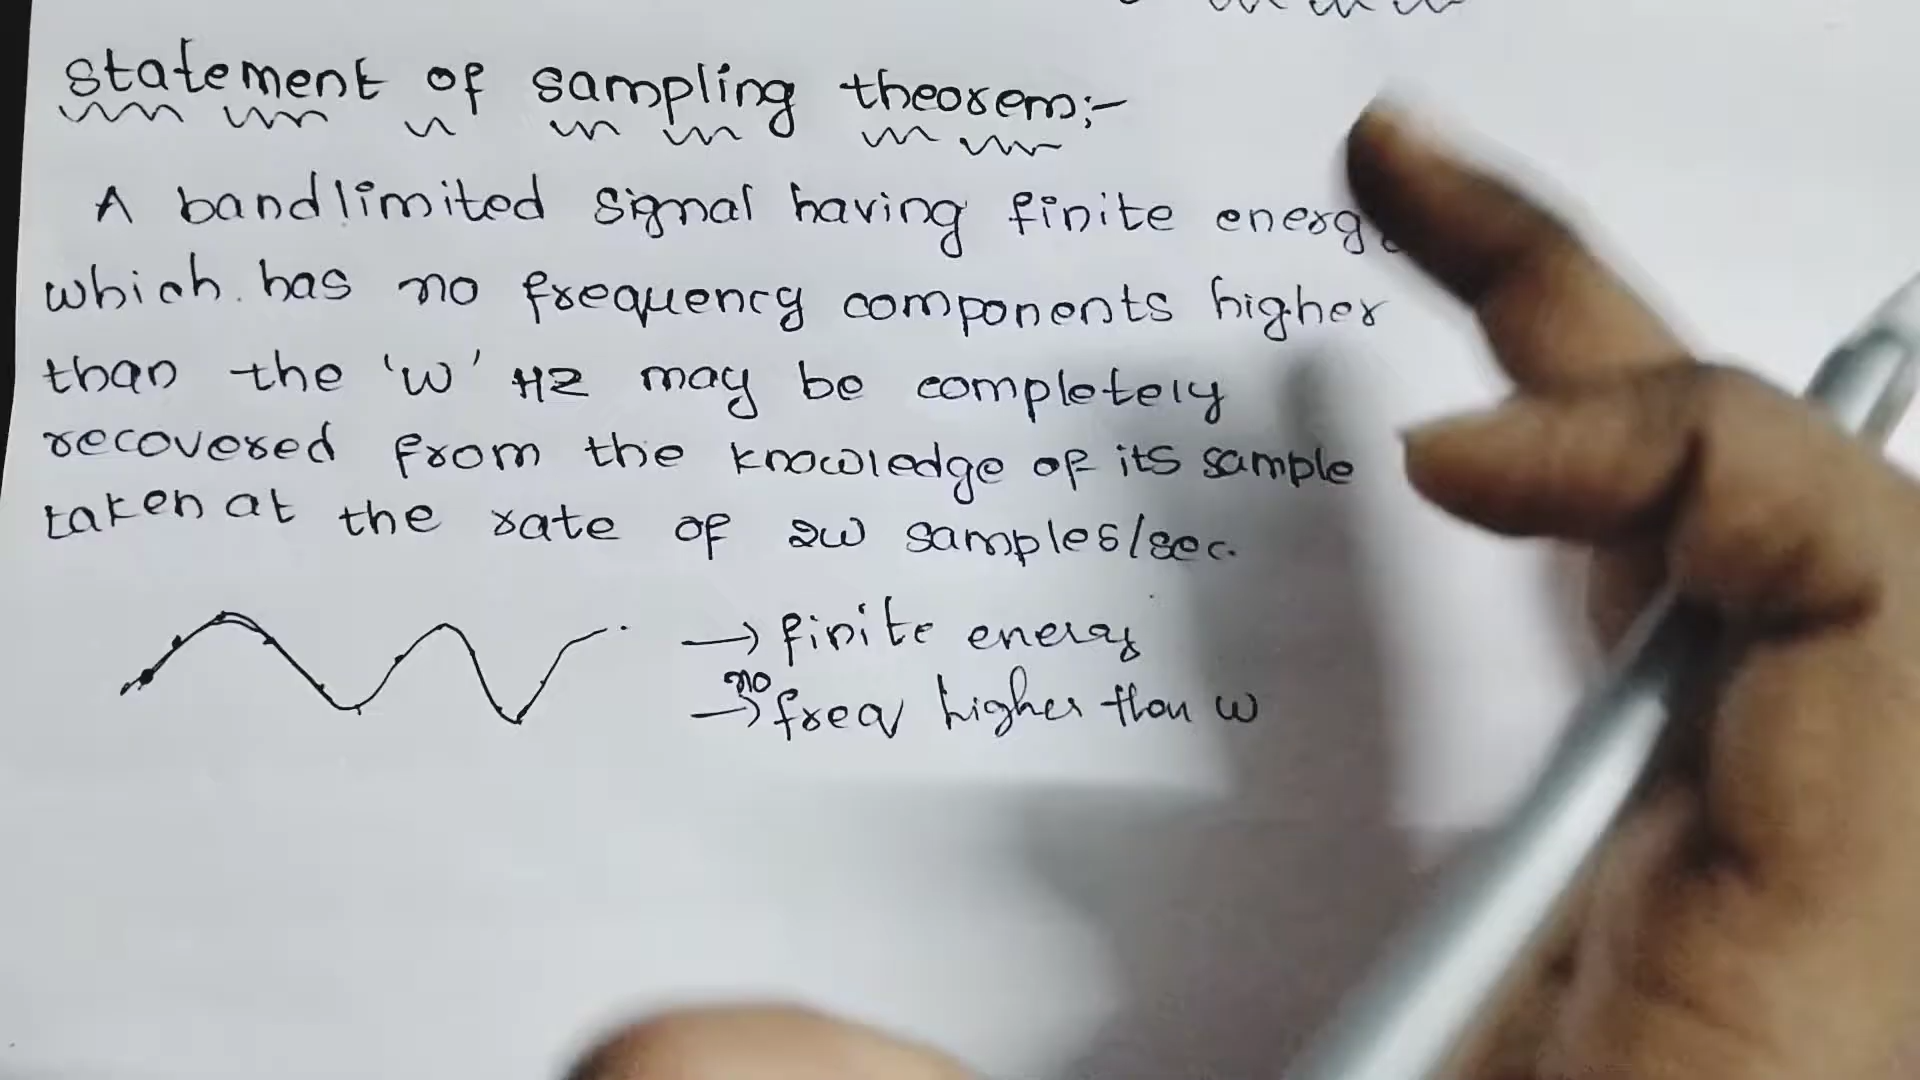 statement of sampling theorem:-
A bandlimited signal having finite energy
which has no frequency components higher
than the 'W' HZ may be completely
recovered from the knowledge of its sample
taken at the rate of 2W samples/sec.
→ finite energy
no
→ freq higher than w